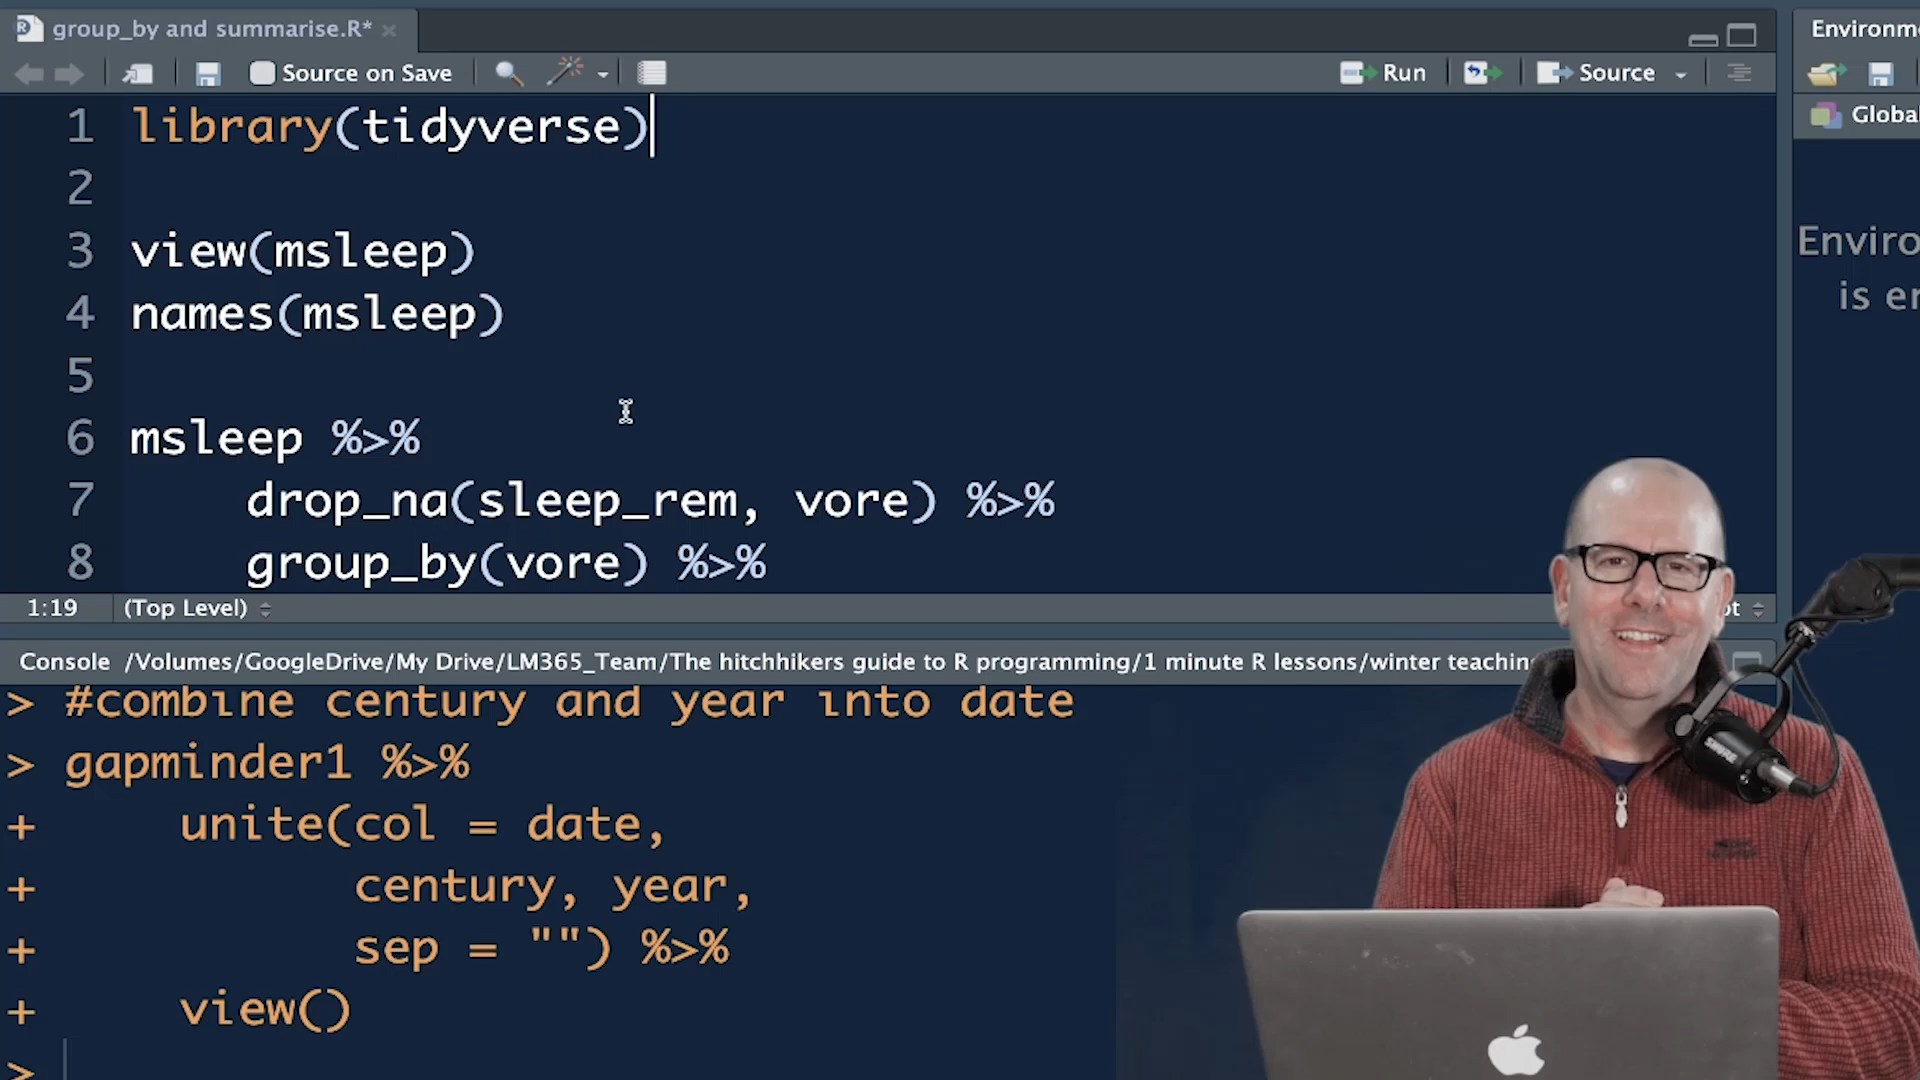 group_by and summarise.R*
Source on Save
Run
Source
1 library(tidyverse)
2
3 view(msleep)
4 names(msleep)
5
6 msleep %>%
7 drop_na(sleep_rem, vore) %>%
8 group_by(vore) %>%
1:19 (Top Level)
Console /Volumes/GoogleDrive/My Drive/LM365_Team/The hitchhikers guide to R programming/1 minute R lessons/winter teachin
> #combine century and year into date
> gapminder1 %>%
+ unite(col = date,
+ century, year,
+ sep = "") %>%
+ view()
>
Environm
Globa
Enviro
is e
SHURE